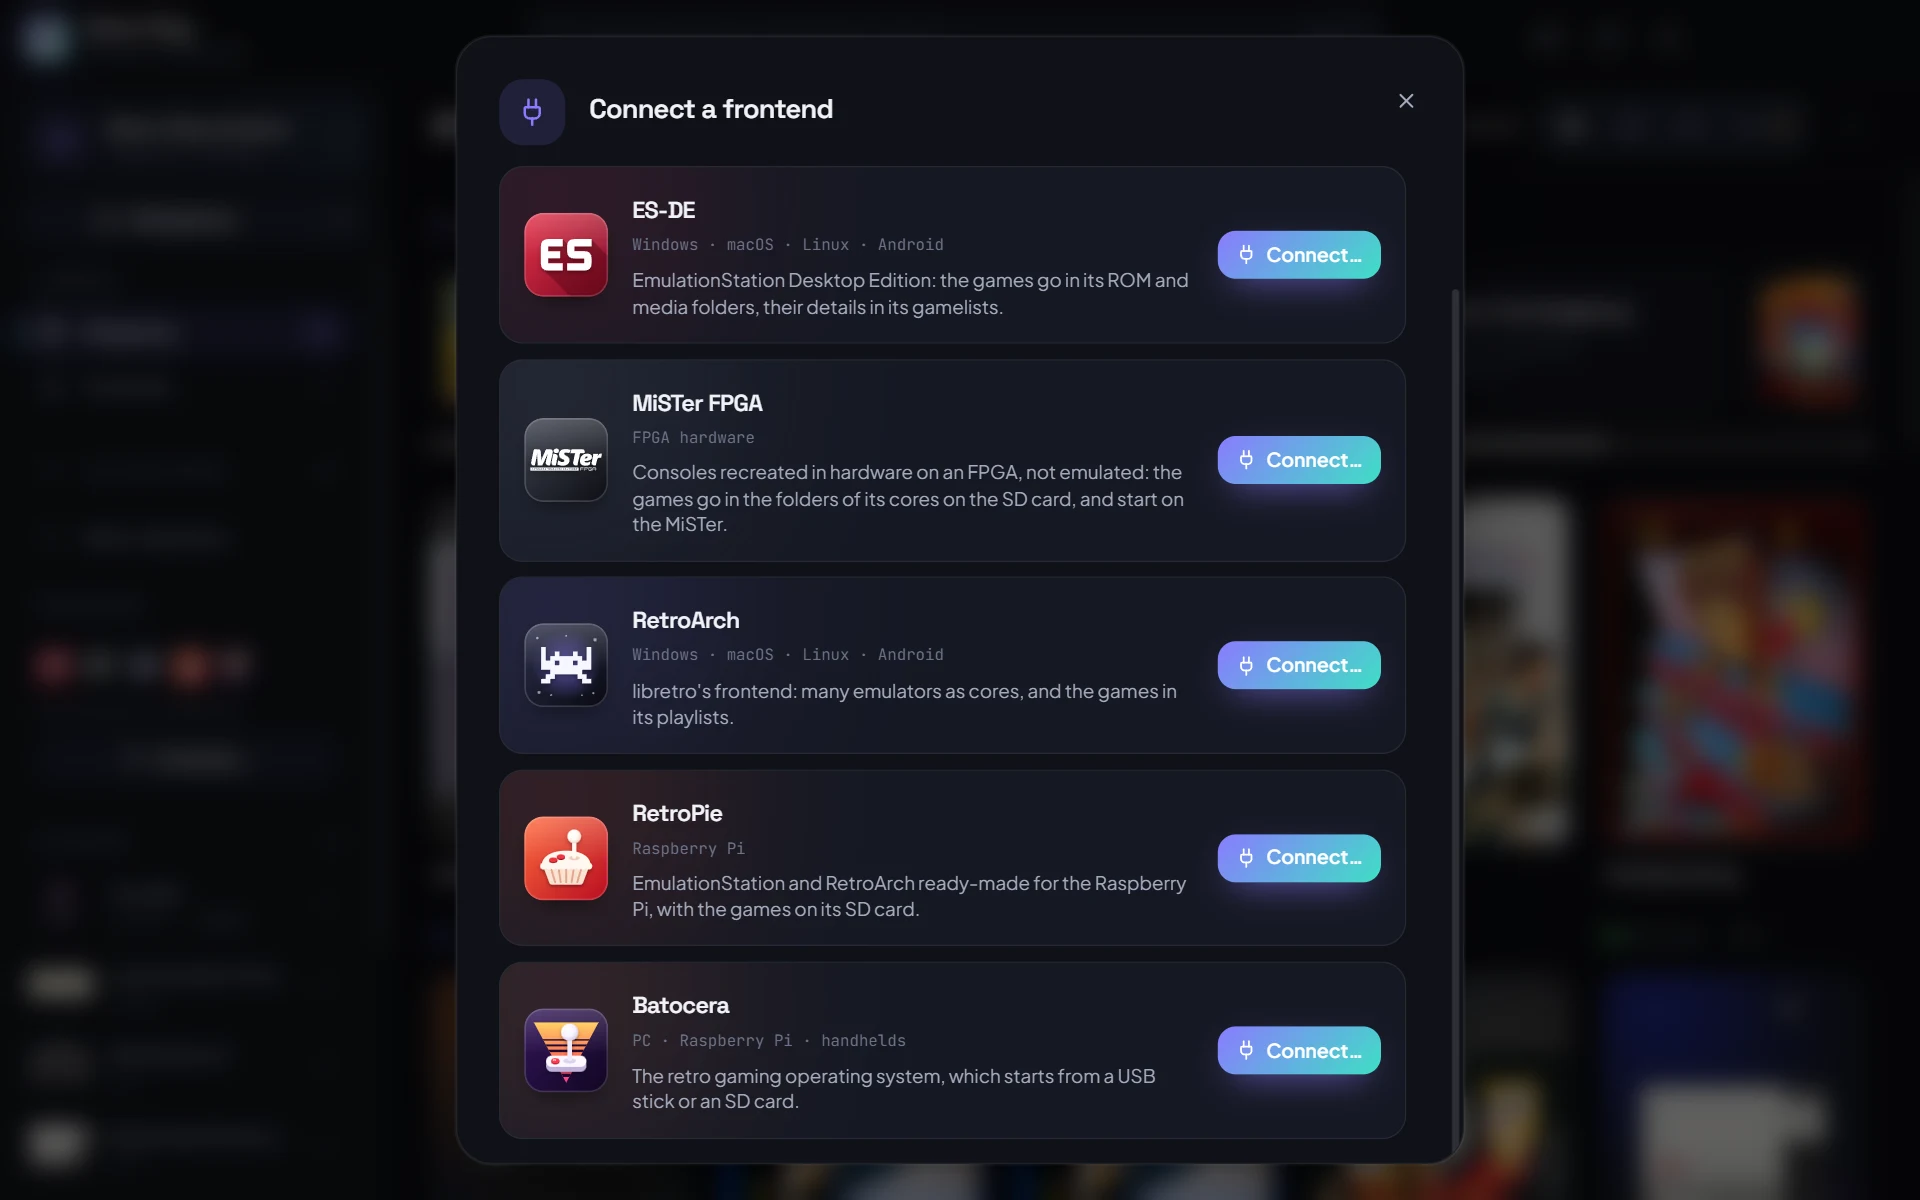 Connect a frontend
ES
ES-DE
Windows · macOS · Linux · Android
EmulationStation Desktop Edition: the games go in its ROM and
media folders, their details in its gamelists.
Connect…
MiSTer
FPGA
MiSTer FPGA
FPGA hardware
Consoles recreated in hardware on an FPGA, not emulated: the
games go in the folders of its cores on the SD card, and start on
the MiSTer.
Connect…
RetroArch
Windows · macOS · Linux · Android
libretro's frontend: many emulators as cores, and the games in
its playlists.
Connect…
RetroPie
Raspberry Pi
EmulationStation and RetroArch ready-made for the Raspberry
Pi, with the games on its SD card.
Connect…
Batocera
PC · Raspberry Pi · handhelds
The retro gaming operating system, which starts from a USB
stick or an SD card.
Connect…